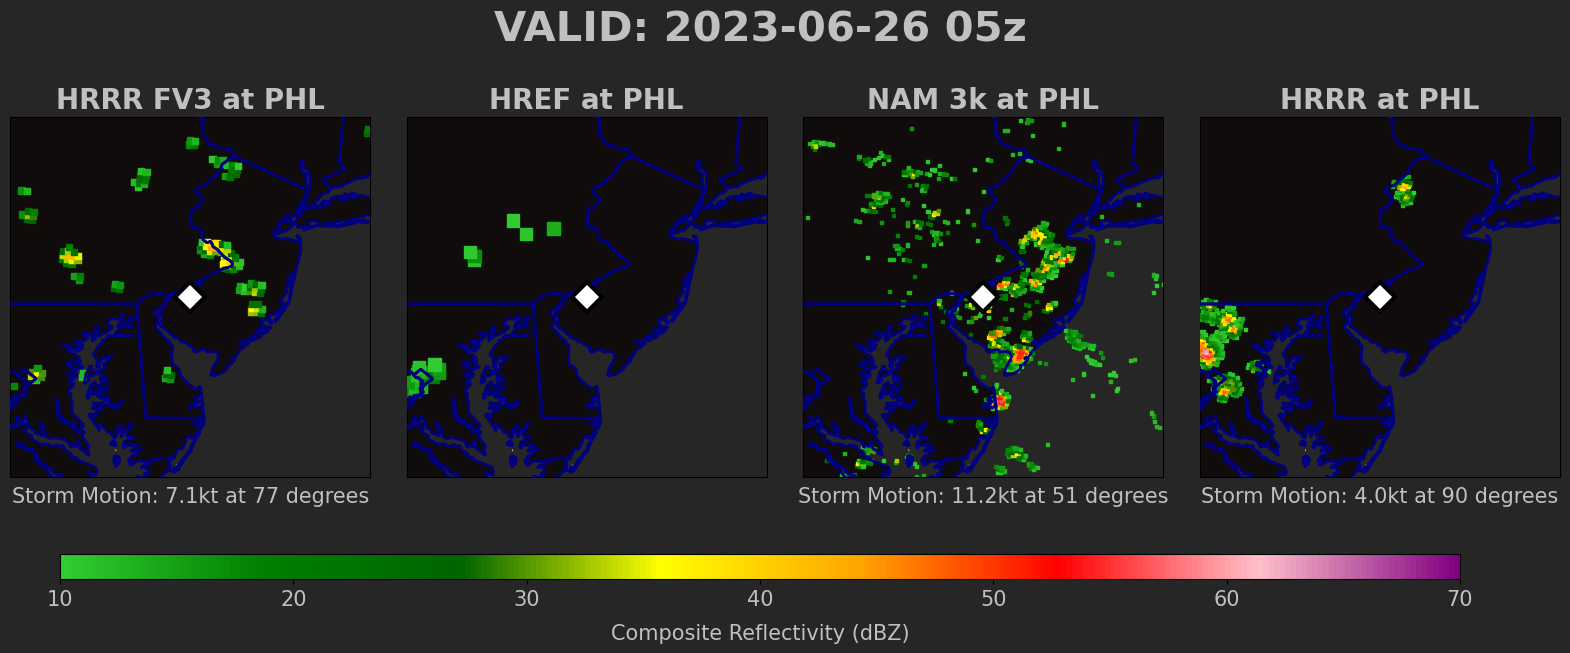 VALID: 2023-06-26 05z
HRRR FV3 at PHL
HREF at PHL
NAM 3k at PHL
HRRR at PHL
Storm Motion: 7.1kt at 77 degrees
Storm Motion: 11.2kt at 51 degrees
Storm Motion: 4.0kt at 90 degrees
10 20 30 40 50 60 70
Composite Reflectivity (dBZ)